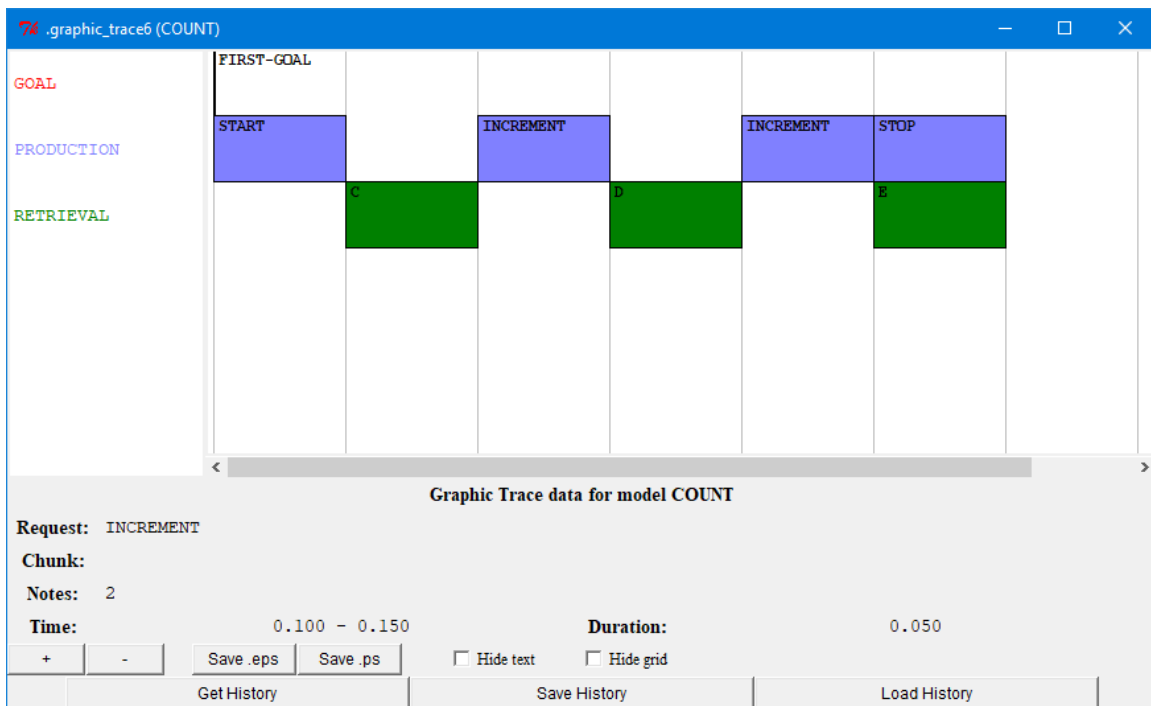 .graphic_trace6 (COUNT)
FIRST-GOAL
GOAL
START INCREMENT INCREMENT STOP
PRODUCTION
C D E
RETRIEVAL
Graphic Trace data for model COUNT
Request: INCREMENT
Chunk:
Notes: 2
Time: 0.100 - 0.150 Duration: 0.050
+ - Save .eps Save .ps Hide text Hide grid
Get History Save History Load History